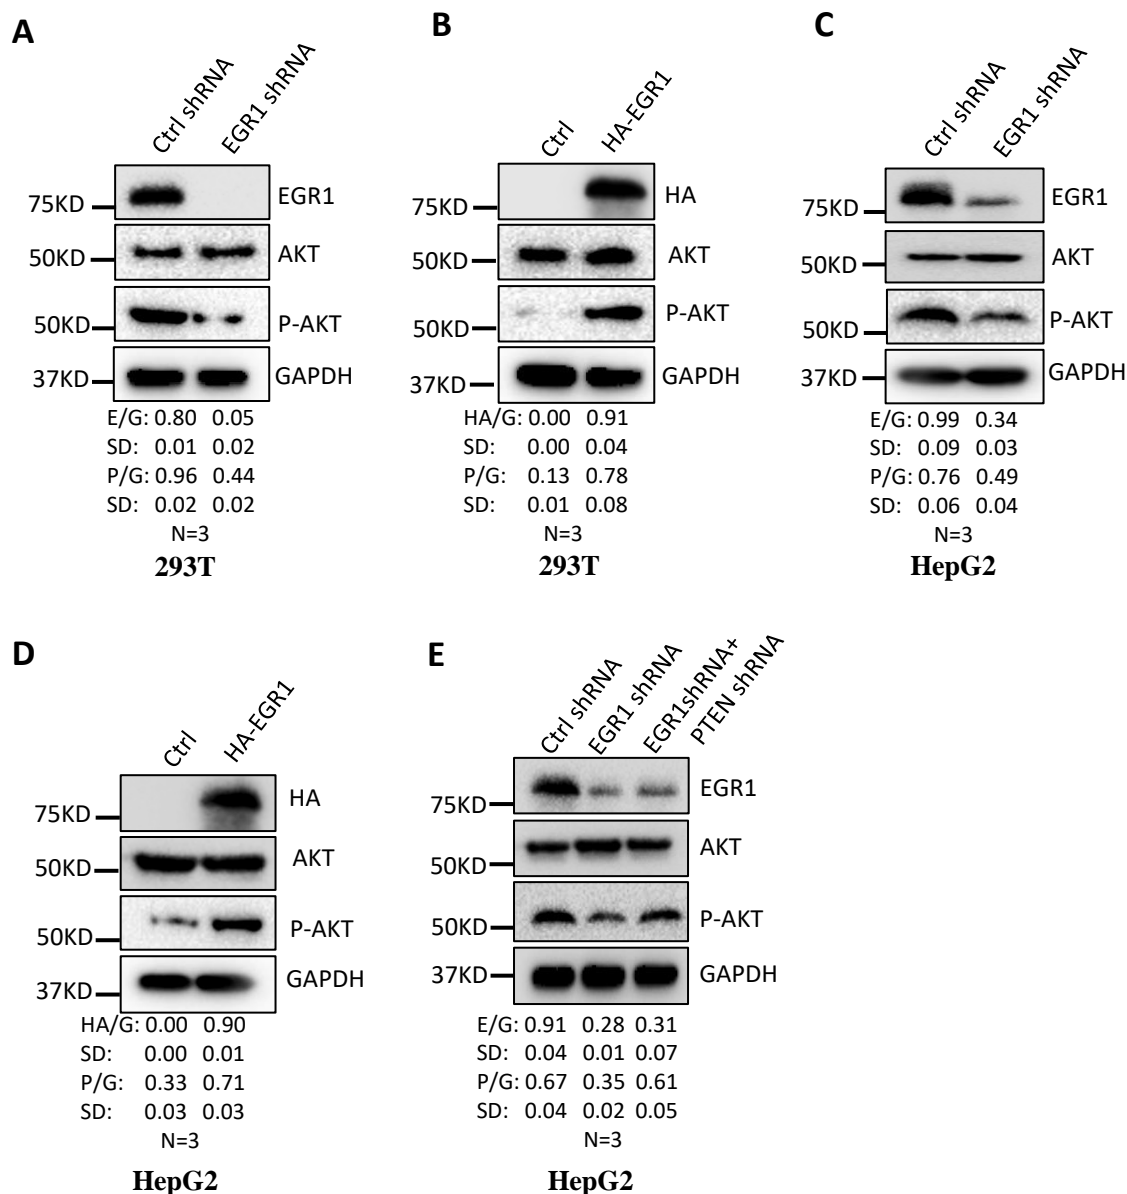 A
Ctrl shRNA
EGR1 shRNA
75KD
EGR1
50KD
AKT
50KD
P-AKT
37KD
GAPDH
E/G: 0.80 0.05
SD: 0.01 0.02
P/G: 0.96 0.44
SD: 0.02 0.02
N=3
293T
B
Ctrl
HA-EGR1
75KD
HA
50KD
AKT
50KD
P-AKT
37KD
GAPDH
HA/G: 0.00 0.91
SD: 0.00 0.04
P/G: 0.13 0.78
SD: 0.01 0.08
N=3
293T
C
Ctrl shRNA
EGR1 shRNA
75KD
EGR1
50KD
AKT
50KD
P-AKT
37KD
GAPDH
E/G: 0.99 0.34
SD: 0.09 0.03
P/G: 0.76 0.49
SD: 0.06 0.04
N=3
HepG2
D
Ctrl
HA-EGR1
75KD
HA
50KD
AKT
50KD
P-AKT
37KD
GAPDH
HA/G: 0.00 0.90
SD: 0.00 0.01
P/G: 0.33 0.71
SD: 0.03 0.03
N=3
HepG2
E
Ctrl shRNA
EGR1 shRNA
EGR1shRNA+
PTEN shRNA
75KD
EGR1
AKT
50KD
P-AKT
50KD
37KD
GAPDH
E/G: 0.91 0.28 0.31
SD: 0.04 0.01 0.07
P/G: 0.67 0.35 0.61
SD: 0.04 0.02 0.05
N=3
HepG2